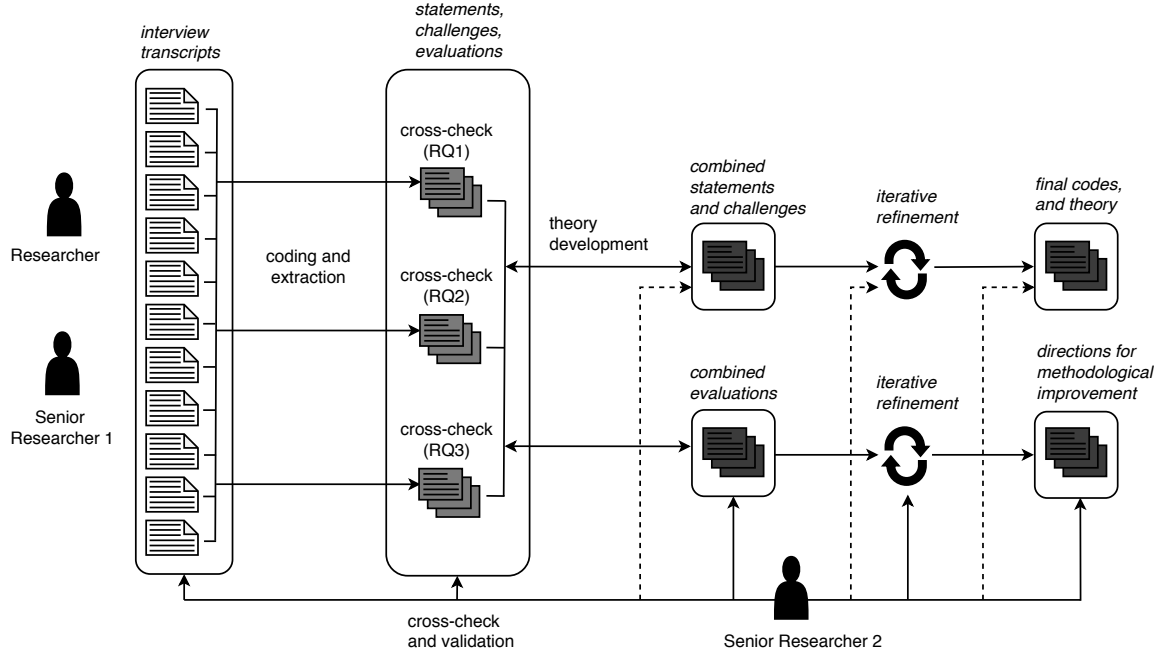 interview
transcripts
statements,
challenges,
evaluations
Researcher
Senior
Researcher 1
coding and
extraction
cross-check
(RQ1)
cross-check
(RQ2)
cross-check
(RQ3)
theory
development
combined
statements
and challenges
iterative
refinement
final codes,
and theory
combined
evaluations
iterative
refinement
directions for
methodological
improvement
cross-check
and validation
Senior Researcher 2